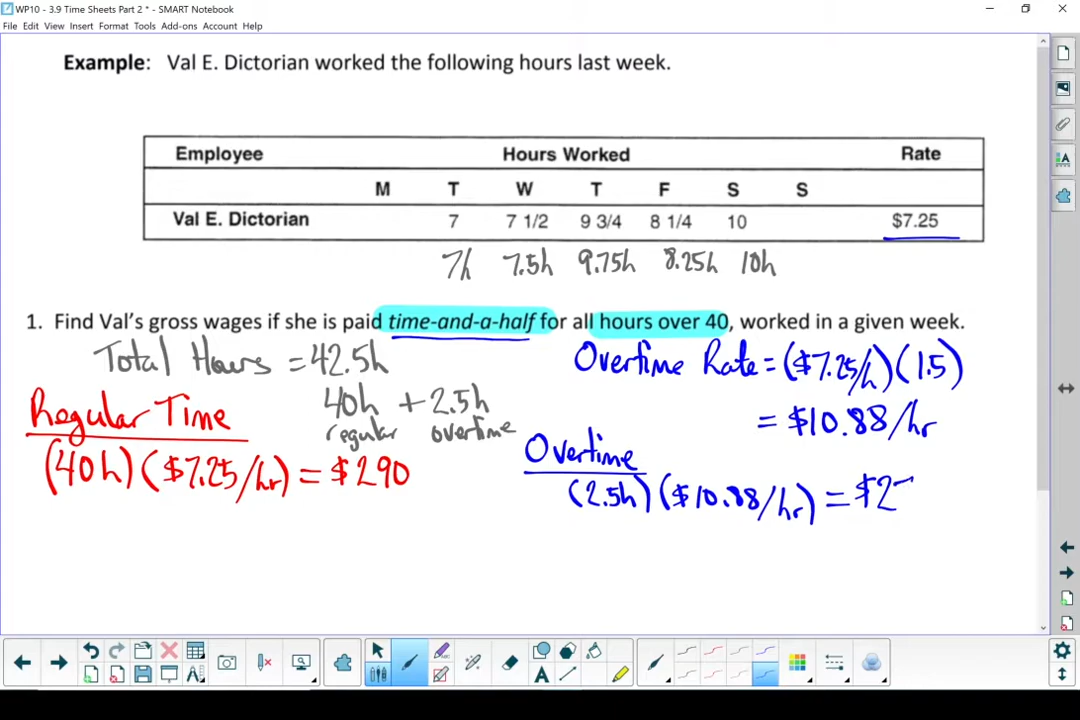 WP10 - 3.9 Time Sheets Part 2 * - SMART Notebook
File Edit View Insert Format Tools Add-ons Account Help
Example: Val E. Dictorian worked the following hours last week.
Employee Hours Worked Rate
M T W T F S S
Val E. Dictorian 7 7 1/2 9 3/4 8 1/4 10 $7.25
7h 7.5h 9.75h 8.25h 10h
1. Find Val's gross wages if she is paid time-and-a-half for all hours over 40, worked in a given week.
Total Hours = 42.5h
40h + 2.5h
regular overtime
Regular Time
(40h)($7.25/hr) = $290
Overtime Rate = ($7.25/h)(1.5)
= $10.88/hr
Overtime
(2.5h)($10.88/hr) = $2